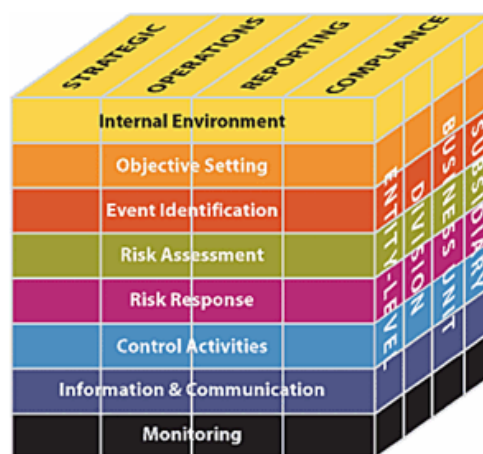 STRATEGIC
OPERATIONS
REPORTING
COMPLIANCE
Internal Environment
Objective Setting
Event Identification
Risk Assessment
Risk Response
Control Activities
Information & Communication
Monitoring
ENTITY-LEVEL
DIVISION
BUSINESS UNIT
SUBSIDIARY